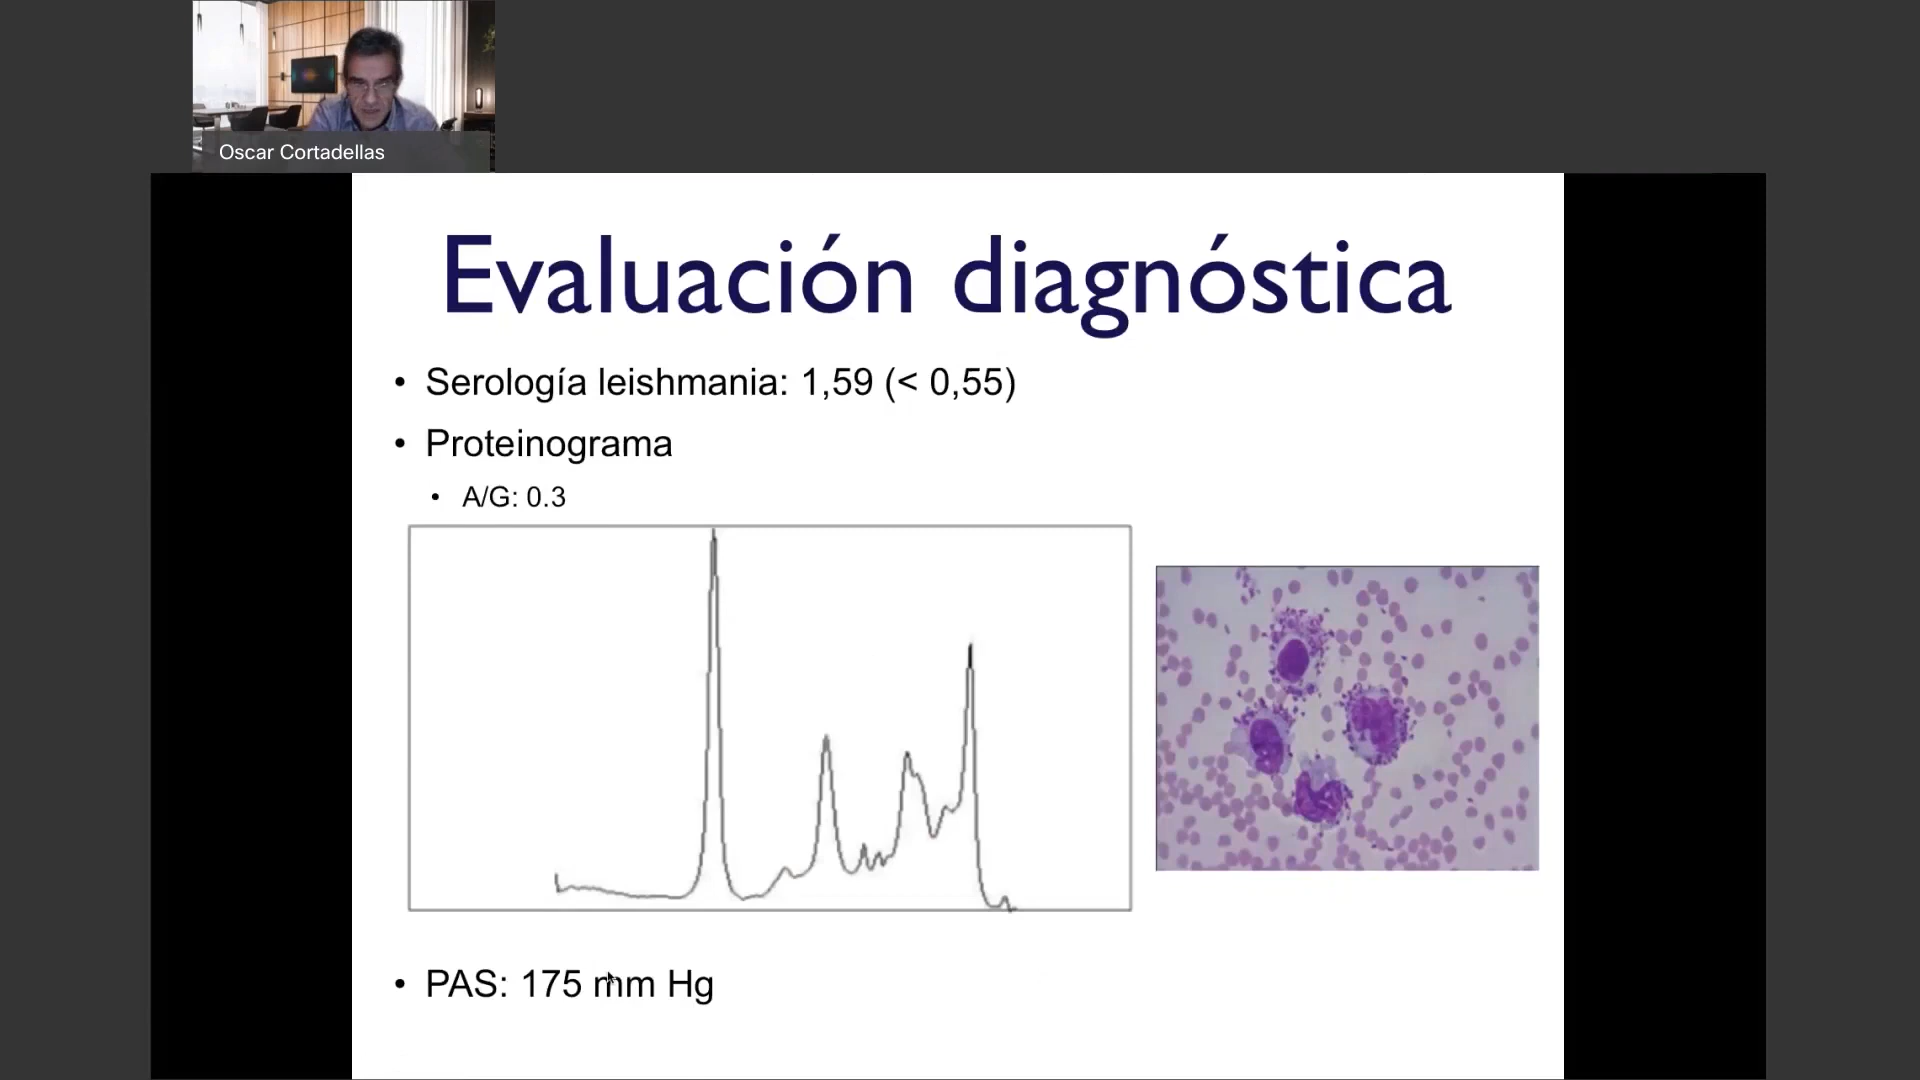 Oscar Cortadellas
Evaluación diagnóstica
• Serología leishmania: 1,59 (< 0,55)
• Proteinograma
• A/G: 0.3
• PAS: 175 mm Hg